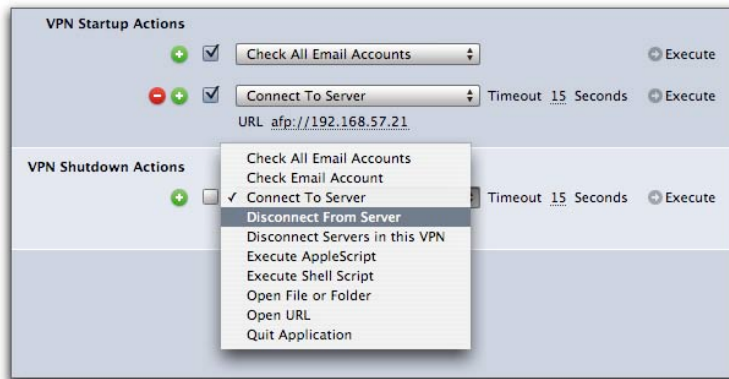 VPN Startup Actions
Check All Email Accounts Execute
Connect To Server Timeout 15 Seconds Execute
URL afp://192.168.57.21
VPN Shutdown Actions
Check All Email Accounts
Check Email Account
✓ Connect To Server Timeout 15 Seconds Execute
Disconnect From Server
Disconnect Servers in this VPN
Execute AppleScript
Execute Shell Script
Open File or Folder
Open URL
Quit Application